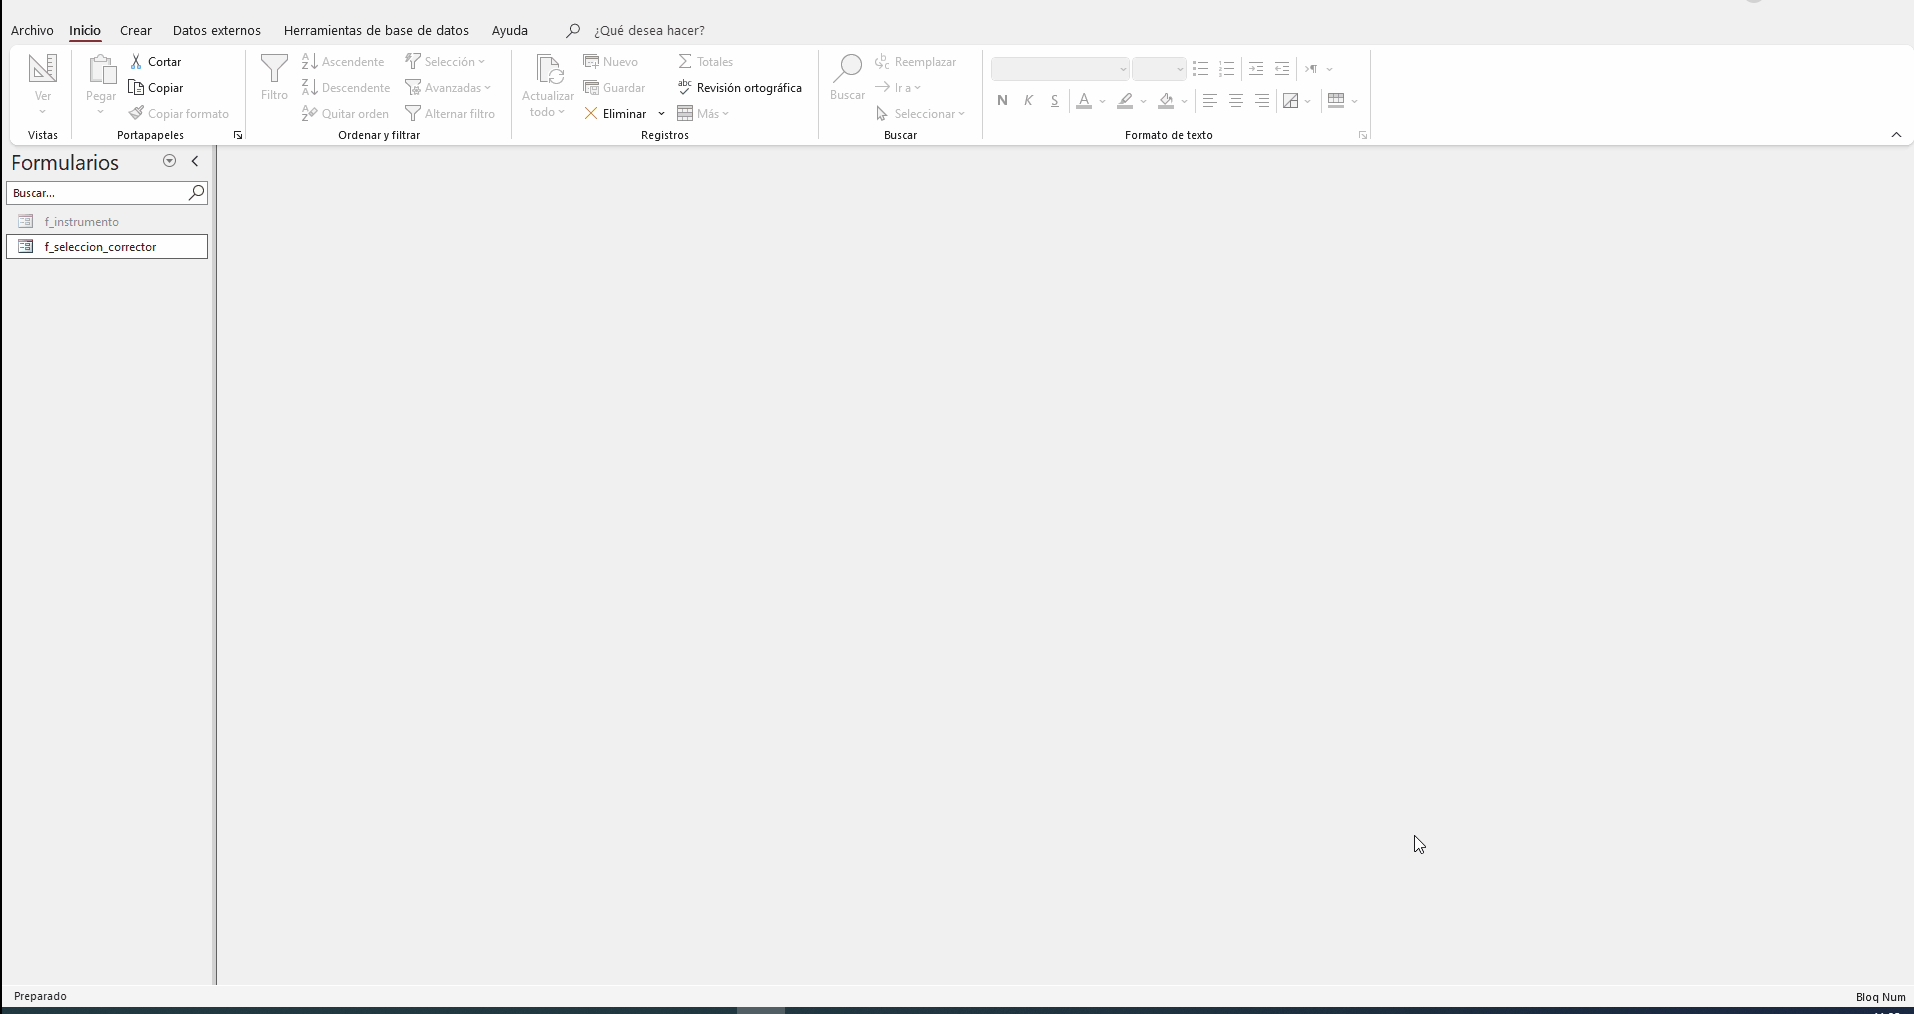 Archivo Inicio Crear Datos externos Herramientas de base de datos Ayuda ¿Qué desea hacer?
Ver
Vistas
Pegar
Cortar
Copiar
Copiar formato
Portapapeles
Filtro
Ascendente
Descendente
Quitar orden
Selección
Avanzadas
Alternar filtro
Ordenar y filtrar
Actualizar
todo
Nuevo
Guardar
Eliminar
Totales
Revisión ortográfica
Más
Registros
Buscar
Reemplazar
Ir a
Seleccionar
Buscar
N K S A
Formato de texto
Formularios
Buscar...
f_instrumento
f_seleccion_corrector
Preparado
Bloq Num